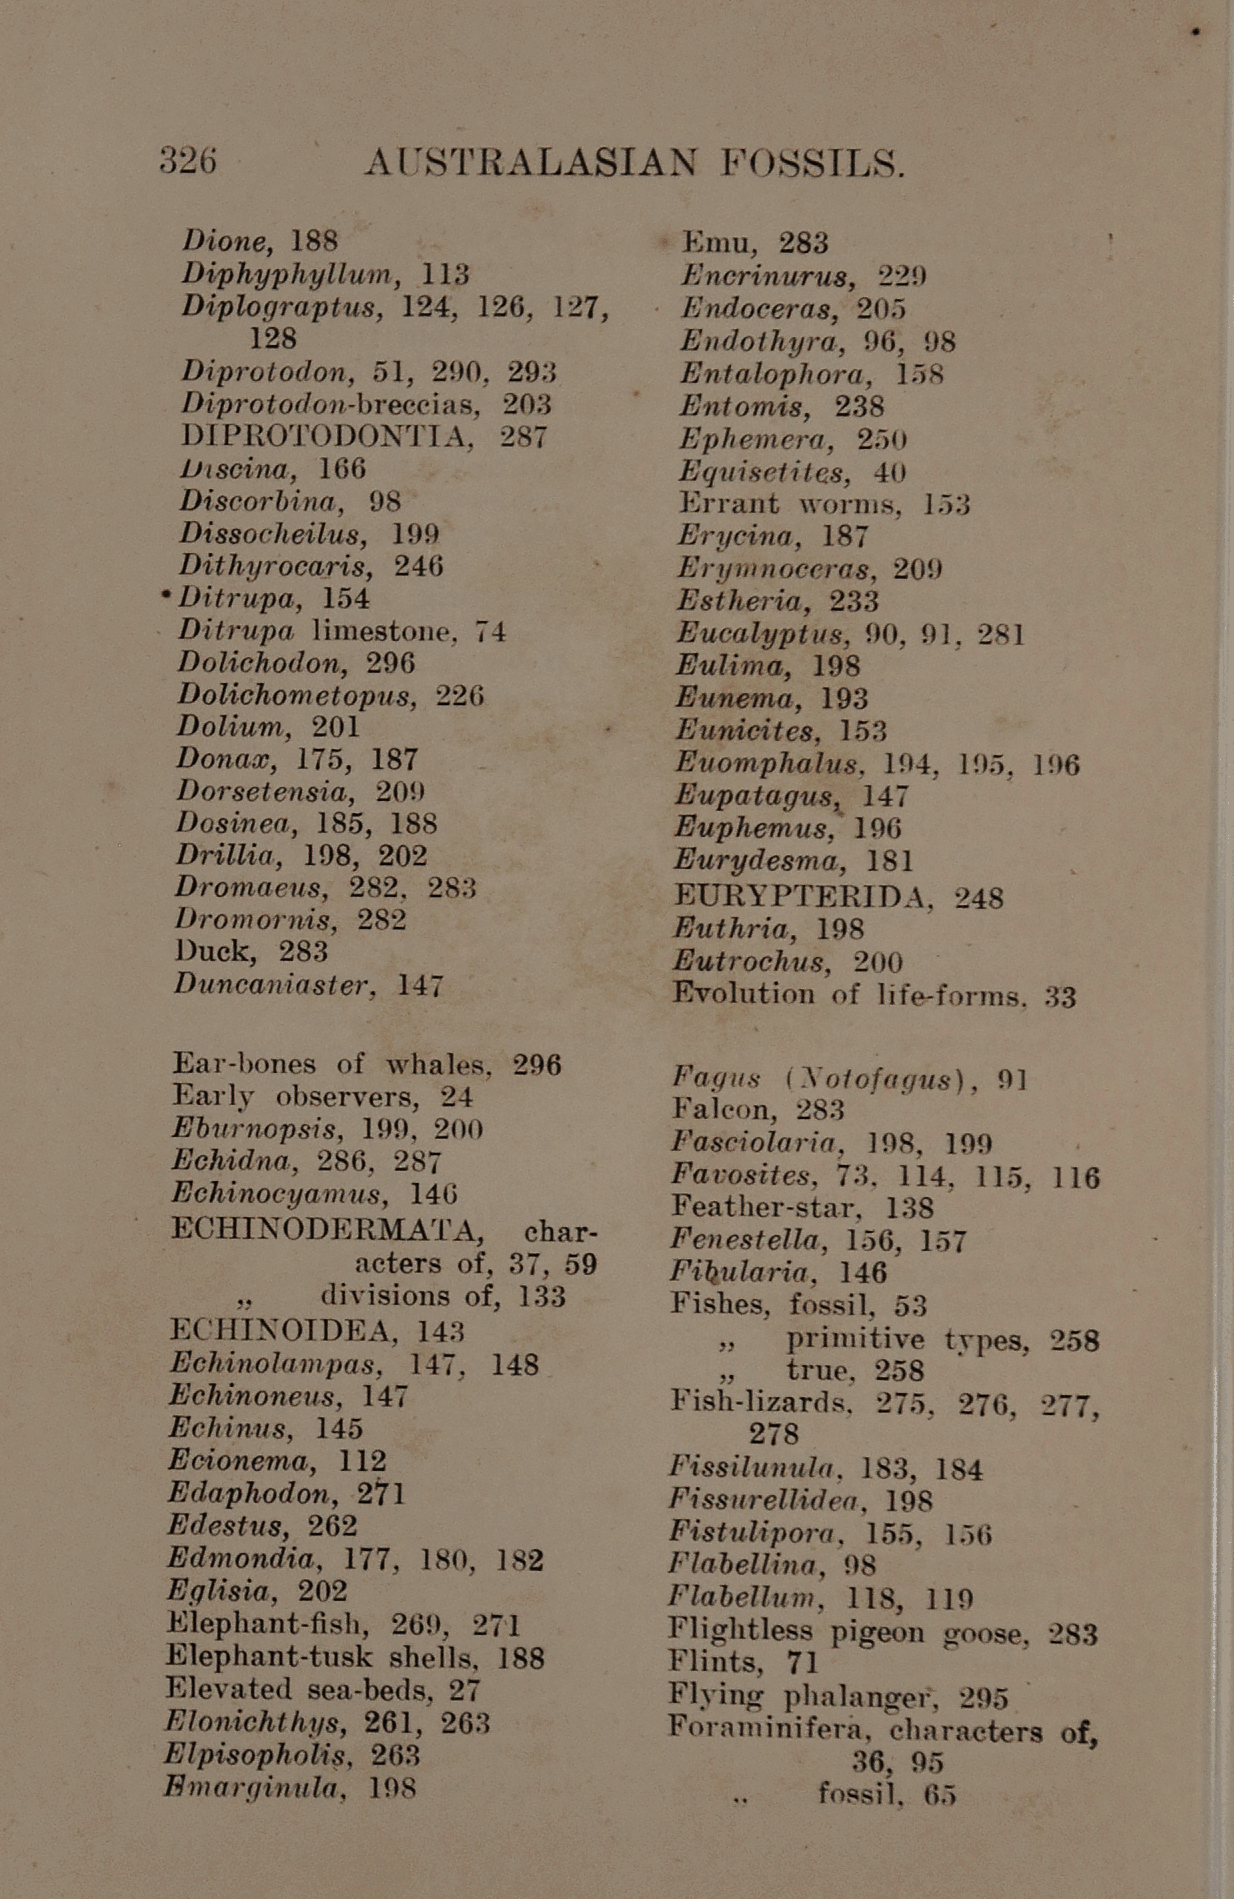 326 AUSTRALASIAN FOSSILS.
Dione, 188
Diphyphyllum, 113
Diplograptus, 124, 126, 127,
128
Diprotodon, 51, 290, 293
Diprotodon-breccias, 203
DIPROTODONTIA, 287
Discina, 166
Discorbina, 98
Dissocheilus, 199
Dithyrocaris, 246
Ditrupa, 154
Ditrupa limestone, 74
Dolichodon, 296
Dolichometopus, 226
Dolium, 201
Donax, 175, 187
Dorsetensia, 209
Dosinea, 185, 188
Drillia, 198, 202
Dromaeus, 282, 283
Dromornis, 282
Duck, 283
Duncaniaster, 147
Ear-bones of whales, 296
Early observers, 24
Eburnopsis, 199, 200
Echidna, 286, 287
Echinocyamus, 146
ECHINODERMATA, char-
acters of, 37, 59
„ divisions of, 133
ECHINOIDEA, 143
Echinolampas, 147, 148
Echinoneus, 147
Echinus, 145
Ecionema, 112
Edaphodon, 271
Edestus, 262
Edmondia, 177, 180, 182
Eglisia, 202
Elephant-fish, 269, 271
Elephant-tusk shells, 188
Elevated sea-beds, 27
Elonichthys, 261, 263
Elpisopholis, 263
Emarginula, 198
Emu, 283
Encrinurus, 229
Endoceras, 205
Endothyra, 96, 98
Entalophora, 158
Entomis, 238
Ephemera, 250
Equisetites, 40
Errant worms, 153
Erycina, 187
Erymnoceras, 209
Estheria, 233
Eucalyptus, 90, 91, 281
Eulima, 198
Eunema, 193
Eunicites, 153
Euomphalus, 194, 195, 196
Eupatagus, 147
Euphemus, 196
Eurydesma, 181
EURYPTERIDA, 248
Euthria, 198
Eutrochus, 200
Evolution of life-forms, 33
Fagus (Notofagus), 91
Falcon, 283
Fasciolaria, 198, 199
Favosites, 73, 114, 115, 116
Feather-star, 138
Fenestella, 156, 157
Fibularia, 146
Fishes, fossil, 53
„ primitive types, 258
„ true, 258
Fish-lizards, 275, 276, 277,
278
Fissilunula, 183, 184
Fissurellidea, 198
Fistulipora, 155, 156
Flabellina, 98
Flabellum, 118, 119
Flightless pigeon goose, 283
Flints, 71
Flying phalanger, 295
Foraminifera, characters of,
36, 95
„ fossil, 65